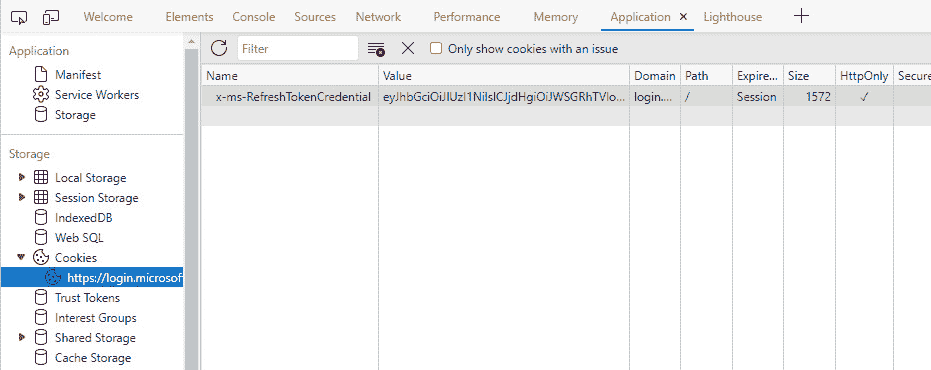 Welcome Elements Console Sources Network Performance Memory Application Lighthouse
Application
Manifest
Service Workers
Storage
Storage
Local Storage
Session Storage
IndexedDB
Web SQL
Cookies
https://login.microsof
Trust Tokens
Interest Groups
Shared Storage
Cache Storage
Filter Only show cookies with an issue
Name Value Domain Path Expire... Size HttpOnly Secure
x-ms-RefreshTokenCredential login.... / Session 1572 ✓